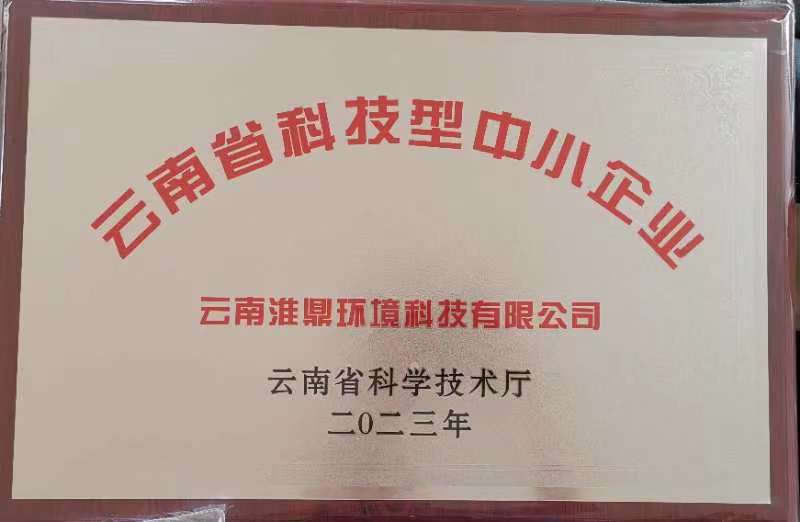 云南省科技型中小企业
云南淮鼎环境科技有限公司
云南省科学技术厅
二0二三年